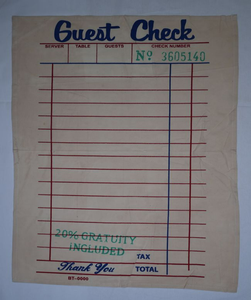 Guest Check
SERVER TABLE GUESTS CHECK NUMBER
Nº 3605140
20% GRATUITY
INCLUDED
TAX
Thank You TOTAL